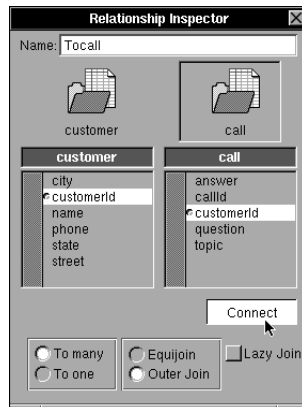 Relationship Inspector
Name: Tocall
customer call
customer call
city answer
customerId callId
name customerId
phone question
state topic
street
Connect
To many Equijoin Lazy Join
To one Outer Join